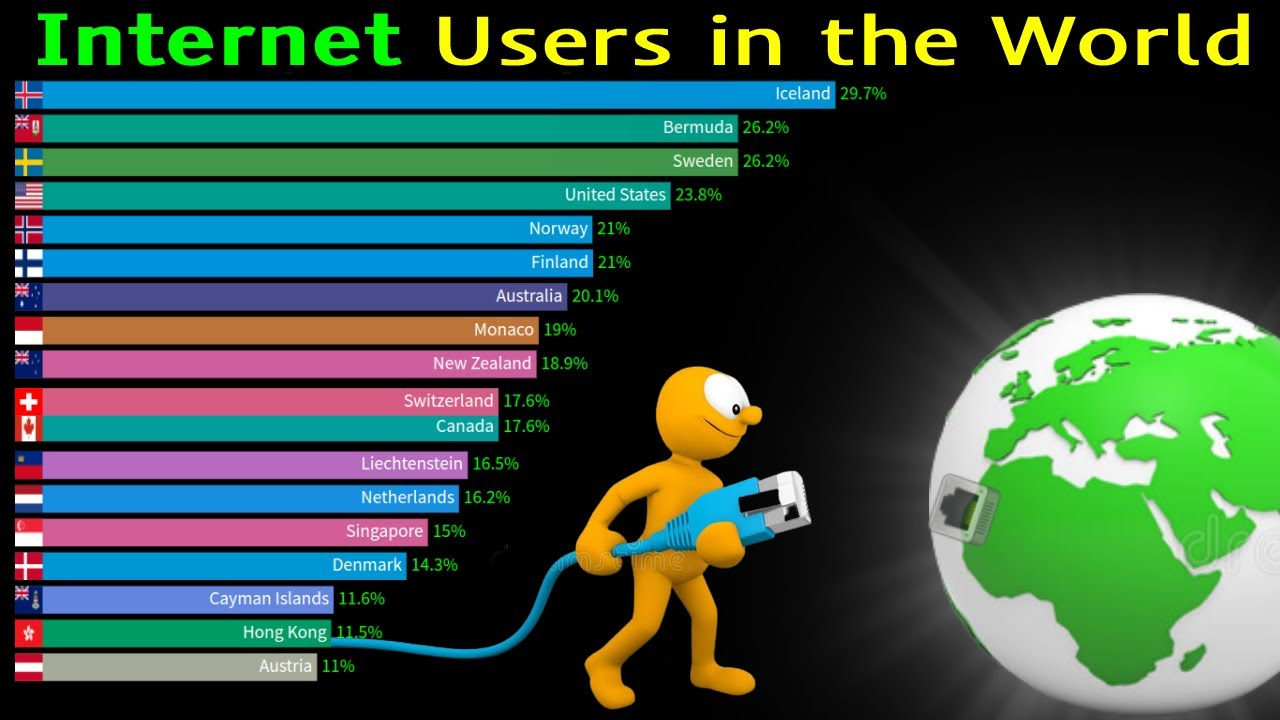 Internet Users in the World
Iceland 29.7%
Bermuda 26.2%
Sweden 26.2%
United States 23.8%
Norway 21%
Finland 21%
Australia 20.1%
Monaco 19%
New Zealand 18.9%
Switzerland 17.6%
Canada 17.6%
Liechtenstein 16.5%
Netherlands 16.2%
Singapore 15%
Denmark 14.3%
Cayman Islands 11.6%
Hong Kong 11.5%
Austria 11%